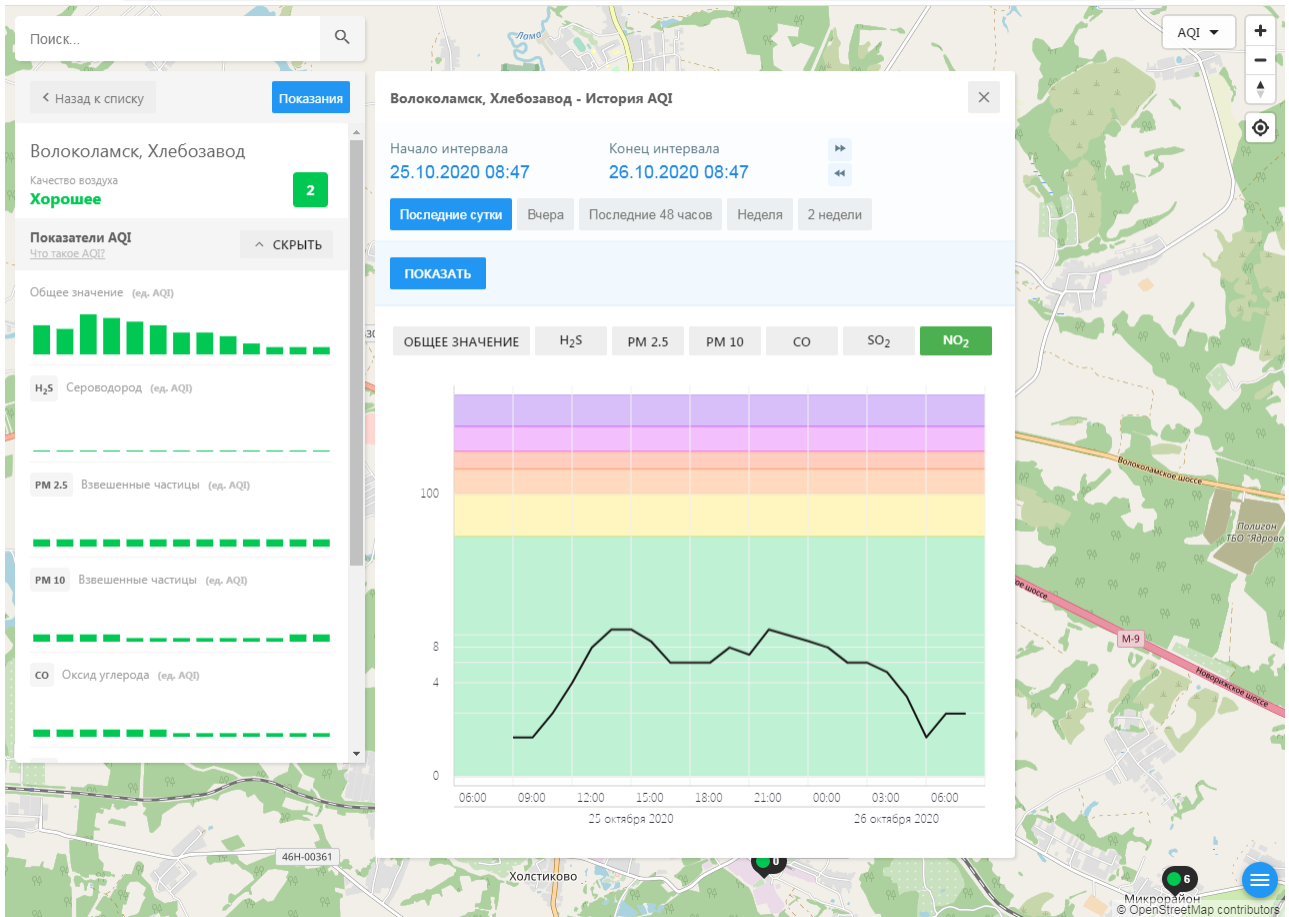 Поиск...
AQI
Ломо
Назад к списку
Показания
Волоколамск, Хлебозавод
Качество воздуха
Хорошее
2
Показатели AQI
Что такое AQI?
СКРЫТЬ
Общее значение (ед. AQI)
H2S Сероводород (ед. AQI)
PM 2.5 Взвешенные частицы (ед. AQI)
PM 10 Взвешенные частицы (ед. AQI)
CO Оксид углерода (ед. AQI)
Волоколамск, Хлебозавод - История AQI
Начало интервала
Конец интервала
25.10.2020 08:47
26.10.2020 08:47
Последние сутки
Вчера
Последние 48 часов
Неделя
2 недели
ПОКАЗАТЬ
ОБЩЕЕ ЗНАЧЕНИЕ
H2S
PM 2.5
PM 10
CO
SO2
NO2
100
8
4
0
06:00 09:00 12:00 15:00 18:00 21:00 00:00 03:00 06:00
25 октября 2020
26 октября 2020
Волоколамское шоссе
Полигон
ТБО "Ядрово
ое шоссе
М-9
Новорижское шоссе
46Н-00361
Холстиково
0
6
Микрорайон
© OpenStreetMap contributors